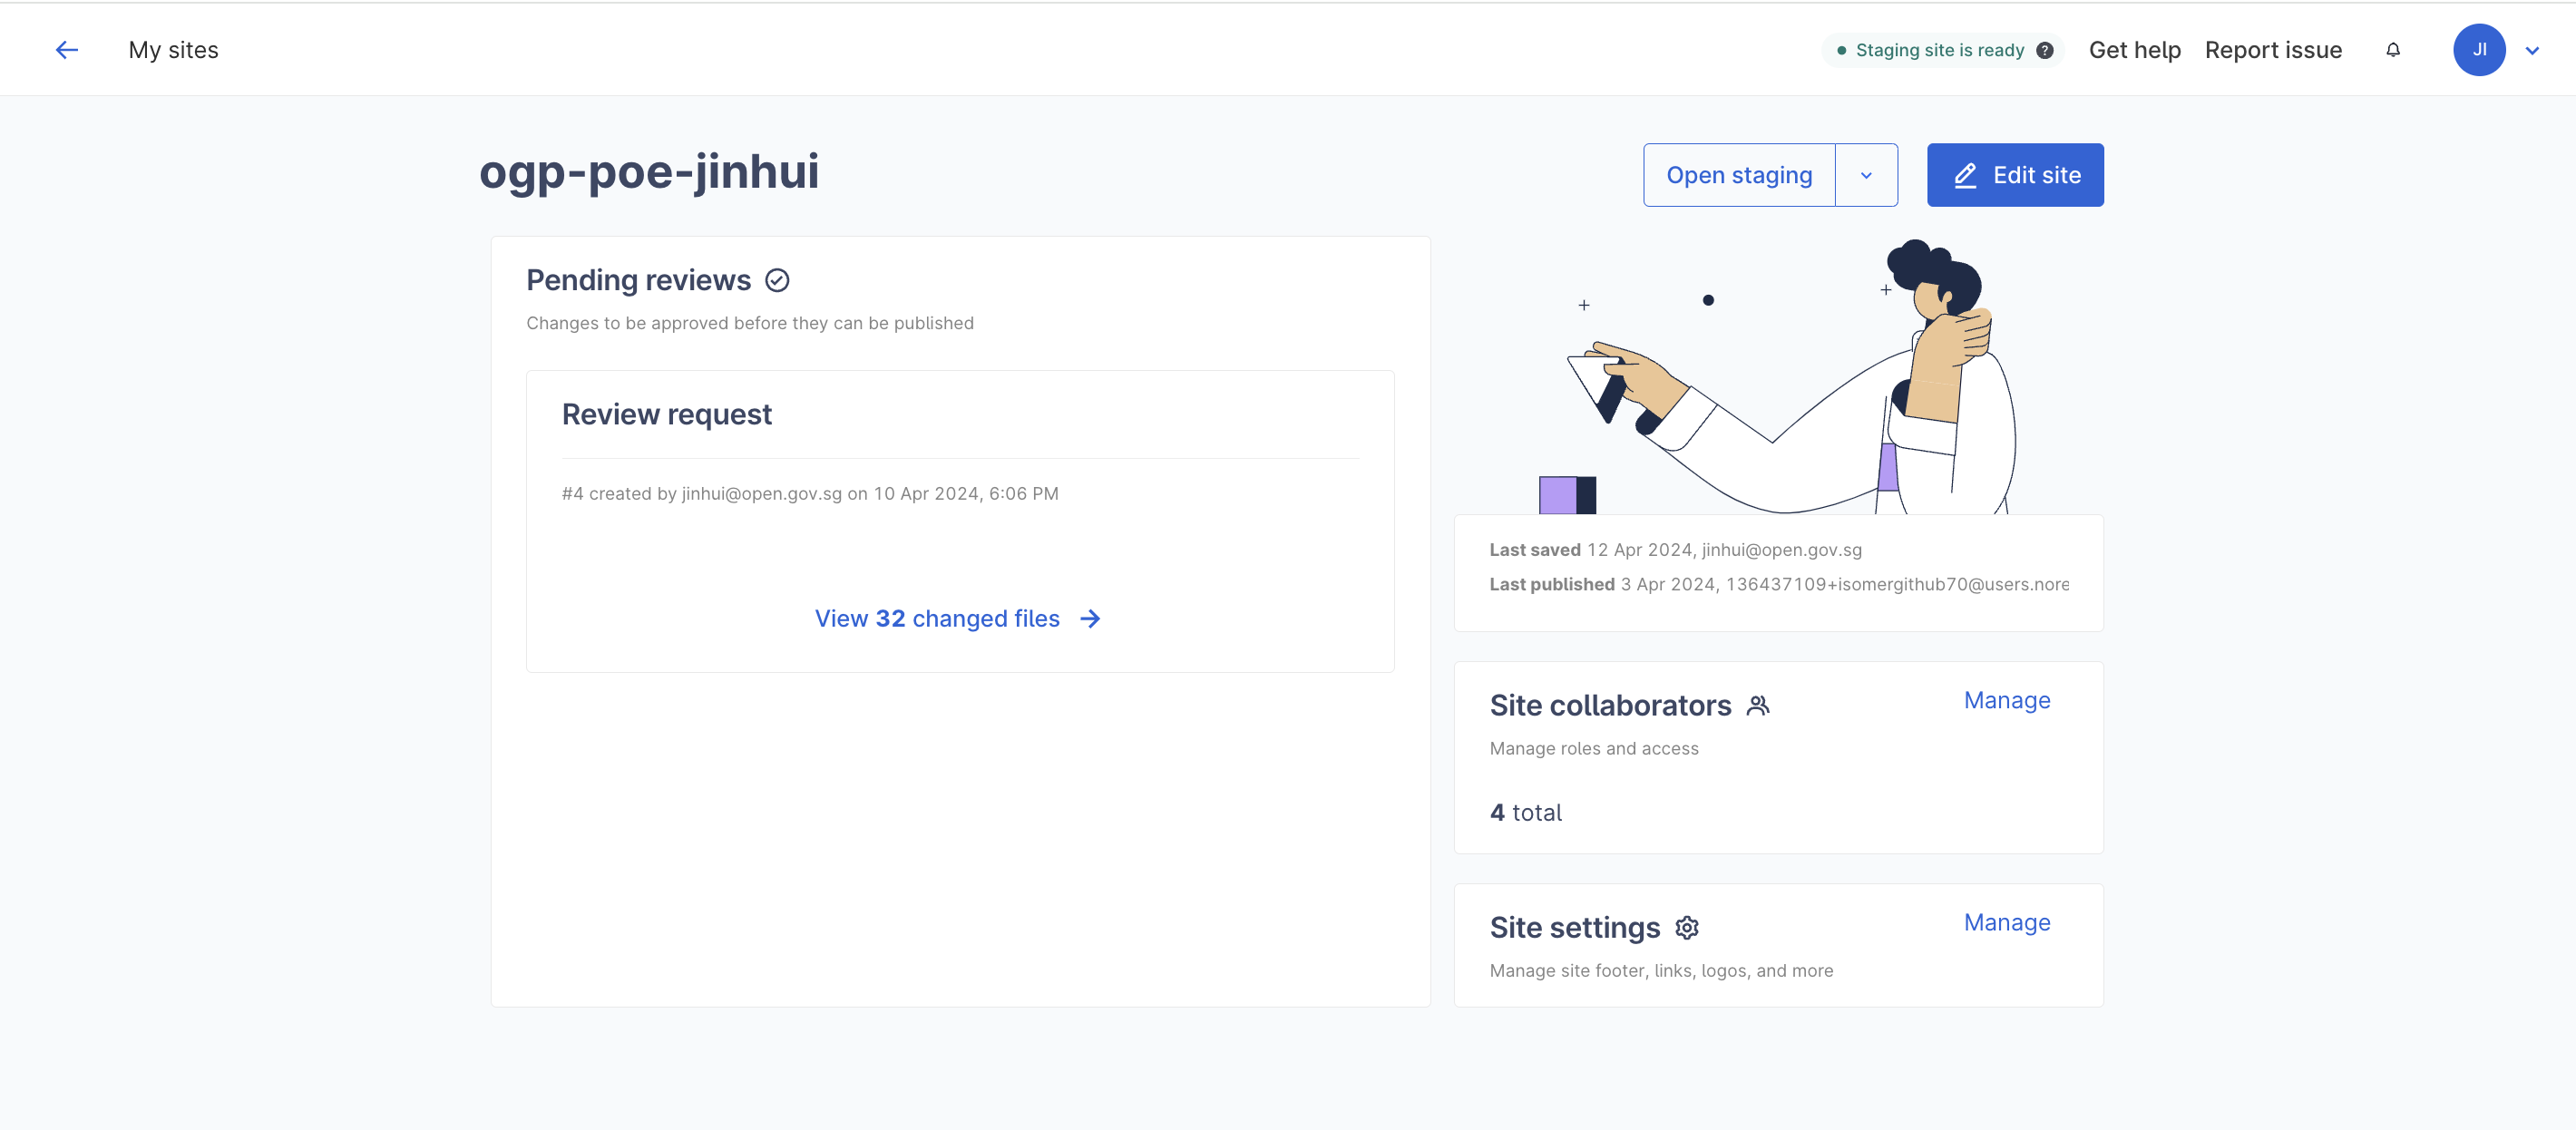 My sites
Staging site is ready ?
Get help
Report issue
JI
ogp-poe-jinhui
Open staging
Edit site
Pending reviews
Changes to be approved before they can be published
Review request
#4 created by jinhui@open.gov.sg on 10 Apr 2024, 6:06 PM
View 32 changed files
Last saved 12 Apr 2024, jinhui@open.gov.sg
Last published 3 Apr 2024, 136437109+isomergithub70@users.nore
Site collaborators
Manage
Manage roles and access
4 total
Site settings
Manage
Manage site footer, links, logos, and more